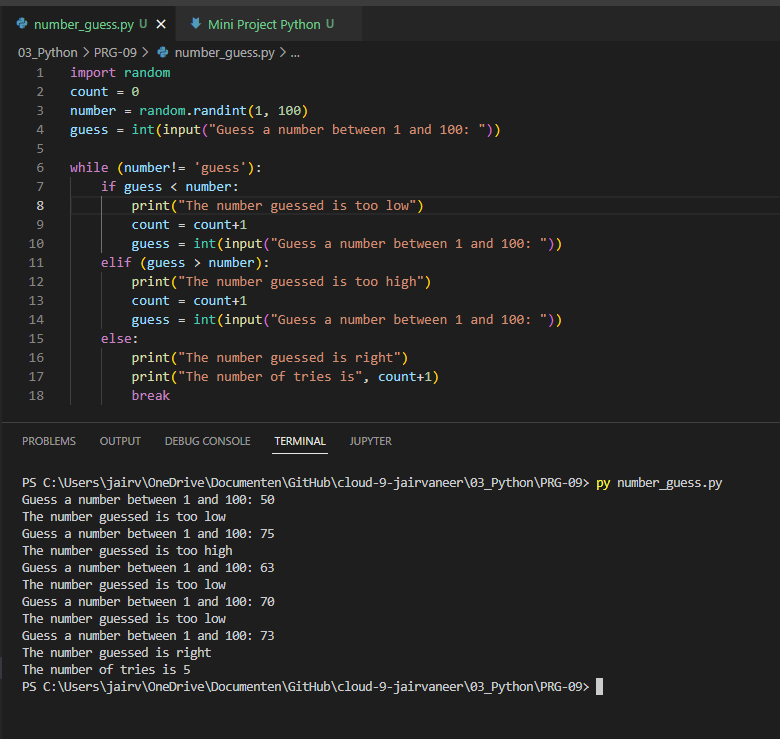 number_guess.py U Mini Project Python U
03_Python > PRG-09 > number_guess.py > ...
1 import random
2 count = 0
3 number = random.randint(1, 100)
4 guess = int(input("Guess a number between 1 and 100: "))
5
6 while (number!= 'guess'):
7 if guess < number:
8 print("The number guessed is too low")
9 count = count+1
10 guess = int(input("Guess a number between 1 and 100: "))
11 elif (guess > number):
12 print("The number guessed is too high")
13 count = count+1
14 guess = int(input("Guess a number between 1 and 100: "))
15 else:
16 print("The number guessed is right")
17 print("The number of tries is", count+1)
18 break
PROBLEMS OUTPUT DEBUG CONSOLE TERMINAL JUPYTER
PS C:\Users\jairv\OneDrive\Documenten\GitHub\cloud-9-jairvaneer\03_Python\PRG-09> py number_guess.py
Guess a number between 1 and 100: 50
The number guessed is too low
Guess a number between 1 and 100: 75
The number guessed is too high
Guess a number between 1 and 100: 63
The number guessed is too low
Guess a number between 1 and 100: 70
The number guessed is too low
Guess a number between 1 and 100: 73
The number guessed is right
The number of tries is 5
PS C:\Users\jairv\OneDrive\Documenten\GitHub\cloud-9-jairvaneer\03_Python\PRG-09>